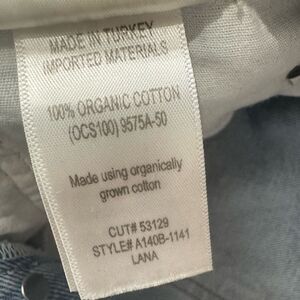 MADE IN TURKEY
IMPORTED MATERIALS
100% ORGANIC COTTON
(OCS100) 9575A-50
Made using organically
grown cotton
CUT# 53129
STYLE# A140B-1141
LANA